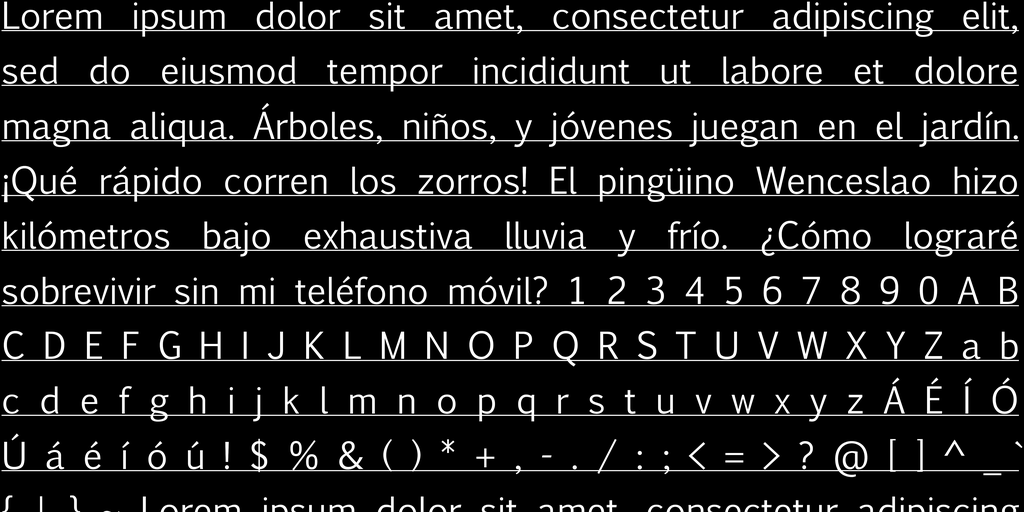 Lorem ipsum dolor sit amet, consectetur adipiscing elit,
sed do eiusmod tempor incididunt ut labore et dolore
magna aliqua. Árboles, niños, y jóvenes juegan en el jardín.
¡Qué rápido corren los zorros! El pingüino Wenceslao hizo
kilómetros bajo exhaustiva lluvia y frío. ¿Cómo lograré
sobrevivir sin mi teléfono móvil? 1 2 3 4 5 6 7 8 9 0 A B
C D E F G H I J K L M N O P Q R S T U V W X Y Z a b
c d e f g h i j k l m n o p q r s t u v w x y z Á É Í Ó
Ú á é í ó ú ! $ % & ( ) * + , - . / : ; < = > ? @ [ ] ^ _ `
{ | } ~ Lorem ipsum dolor sit amet, consectetur adipiscing